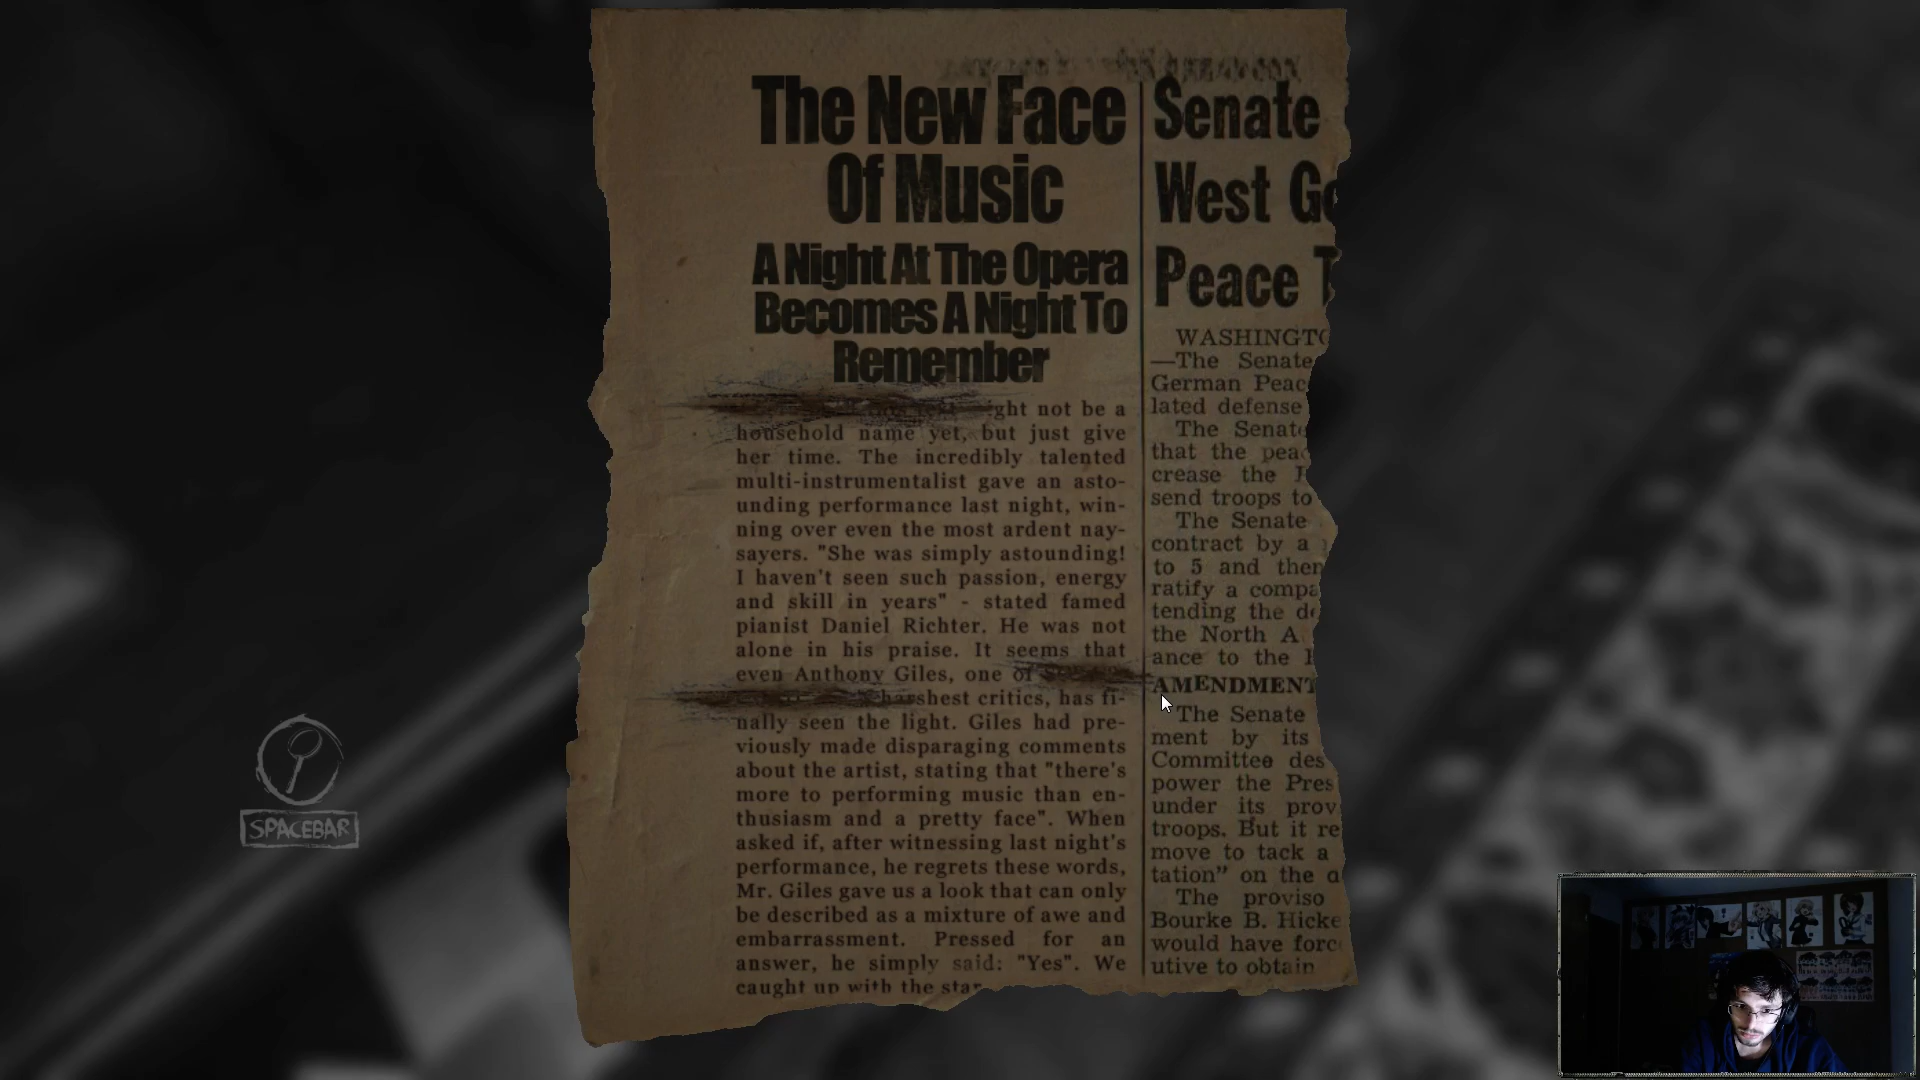 The New Face
Of Music
A Night At The Opera
Becomes A Night To
Remember
not be a
household name yet, but just give
her time. The incredibly talented
multi-instrumentalist gave an asto-
unding performance last night, win-
ning over even the most ardent nay-
sayers. "She was simply astounding!
I haven't seen such passion, energy
and skill in years" - stated famed
pianist Daniel Richter. He was not
alone in his praise. It seems that
even Anthony Giles, one of
harshest critics, has fi-
nally seen the light. Giles had pre-
viously made disparaging comments
about the artist, stating that "there's
more to performing music than en-
thusiasm and a pretty face". When
asked if, after witnessing last night's
performance, he regrets these words,
Mr. Giles gave us a look that can only
be described as a mixture of awe and
embarrassment. Pressed for an
answer, he simply said: "Yes". We
caught up with the star
Senate
West Ge
Peace T
WASHINGTO
—The Senate
German Peac
lated defense
The Senate
that the peac
crease the
send troops to
The Senate
contract by a
to 5 and then
ratify a compa
tending the de
the North A
ance to the
AMENDMENT
The Senate
ment by its
Committee des
power the Pres
under its prov
troops. But it re
move to tack a
tation" on the a
The proviso
Bourke B. Hicke
would have forc
utive to obtain
SPACEBAR